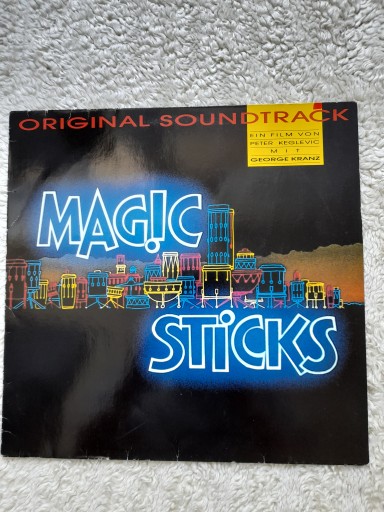 ORIGINAL SOUNDTRACK
EIN FILM VON
PETER KEGLEVIC
MIT
GEORGE KRANZ
MAGiC
STiCKS